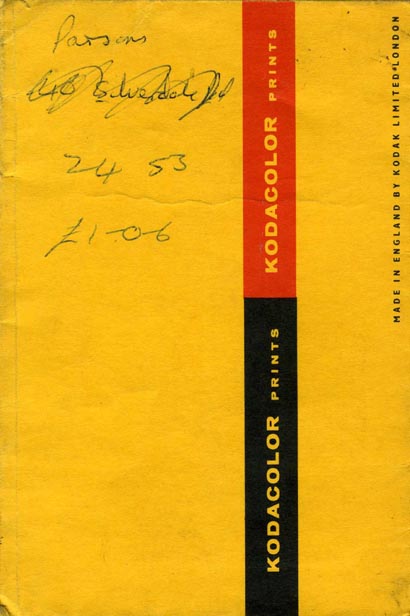 Parsons
24 53
£1-06
KODACOLOR PRINTS
KODACOLOR PRINTS
MADE IN ENGLAND BY KODAK LIMITED•LONDON